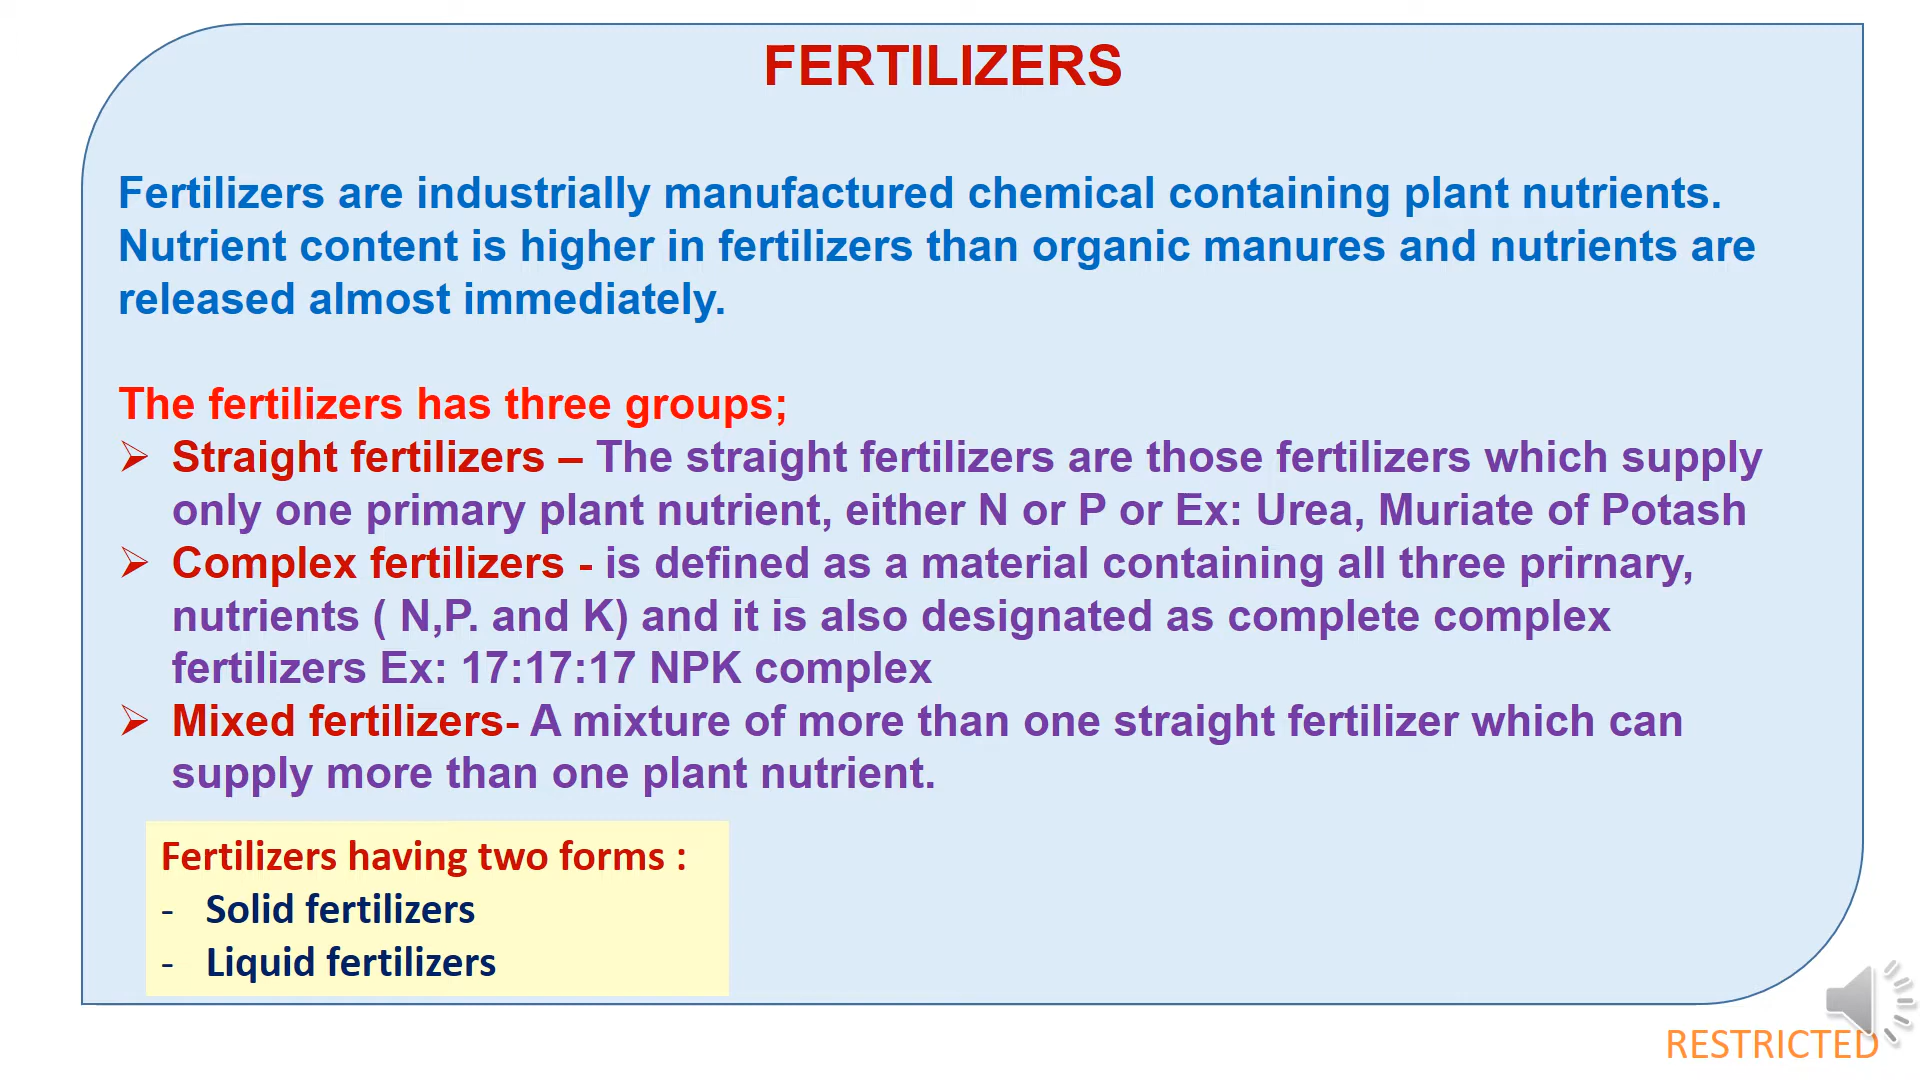 FERTILIZERS
Fertilizers are industrially manufactured chemical containing plant nutrients.
Nutrient content is higher in fertilizers than organic manures and nutrients are
released almost immediately.
The fertilizers has three groups;
➢ Straight fertilizers – The straight fertilizers are those fertilizers which supply
only one primary plant nutrient, either N or P or Ex: Urea, Muriate of Potash
➢ Complex fertilizers - is defined as a material containing all three prirnary,
nutrients ( N,P. and K) and it is also designated as complete complex
fertilizers Ex: 17:17:17 NPK complex
➢ Mixed fertilizers- A mixture of more than one straight fertilizer which can
supply more than one plant nutrient.
Fertilizers having two forms :
- Solid fertilizers
- Liquid fertilizers
RESTRICTED